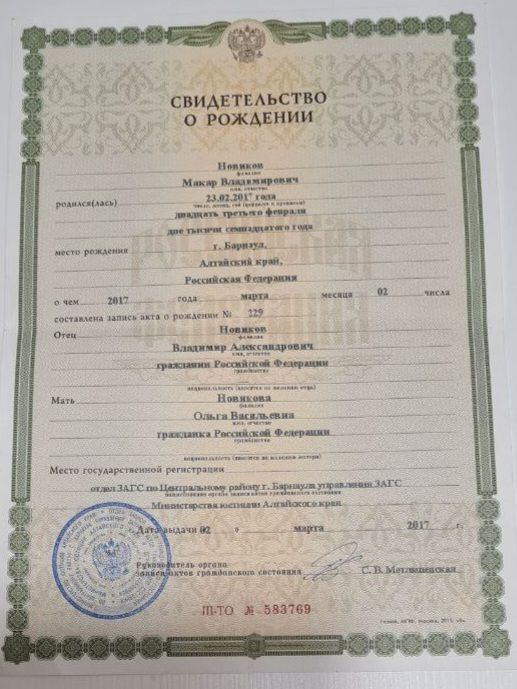 СВИДЕТЕЛЬСТВО
О РОЖДЕНИИ
Новиков
фамилия
Макар Владимирович
имя, отчество
родился(лась) 23.02.2017 года
число, месяц, год (цифрами и прописью)
двадцать третьего февраля
две тысячи семнадцатого года
место рождения г. Барнаул,
Алтайский край,
Российская Федерация
о чем 2017 года марта месяца 02 числа
составлена запись акта о рождении № 229
Отец Новиков
фамилия
Владимир Александрович
имя, отчество
гражданин Российской Федерации
гражданство
национальность (вносится по желанию отца)
Мать Новикова
фамилия
Ольга Васильевна
имя, отчество
гражданка Российской Федерации
гражданство
национальность (вносится по желанию матери)
Место государственной регистрации
отдел ЗАГС по Центральному району г. Барнаула управления ЗАГС
наименование органа записи актов гражданского состояния
Министерства юстиции Алтайского края
Дата выдачи 02 марта 2017 г.
Руководитель органа
записи актов гражданского состояния С. В.
III-ТО № 583769